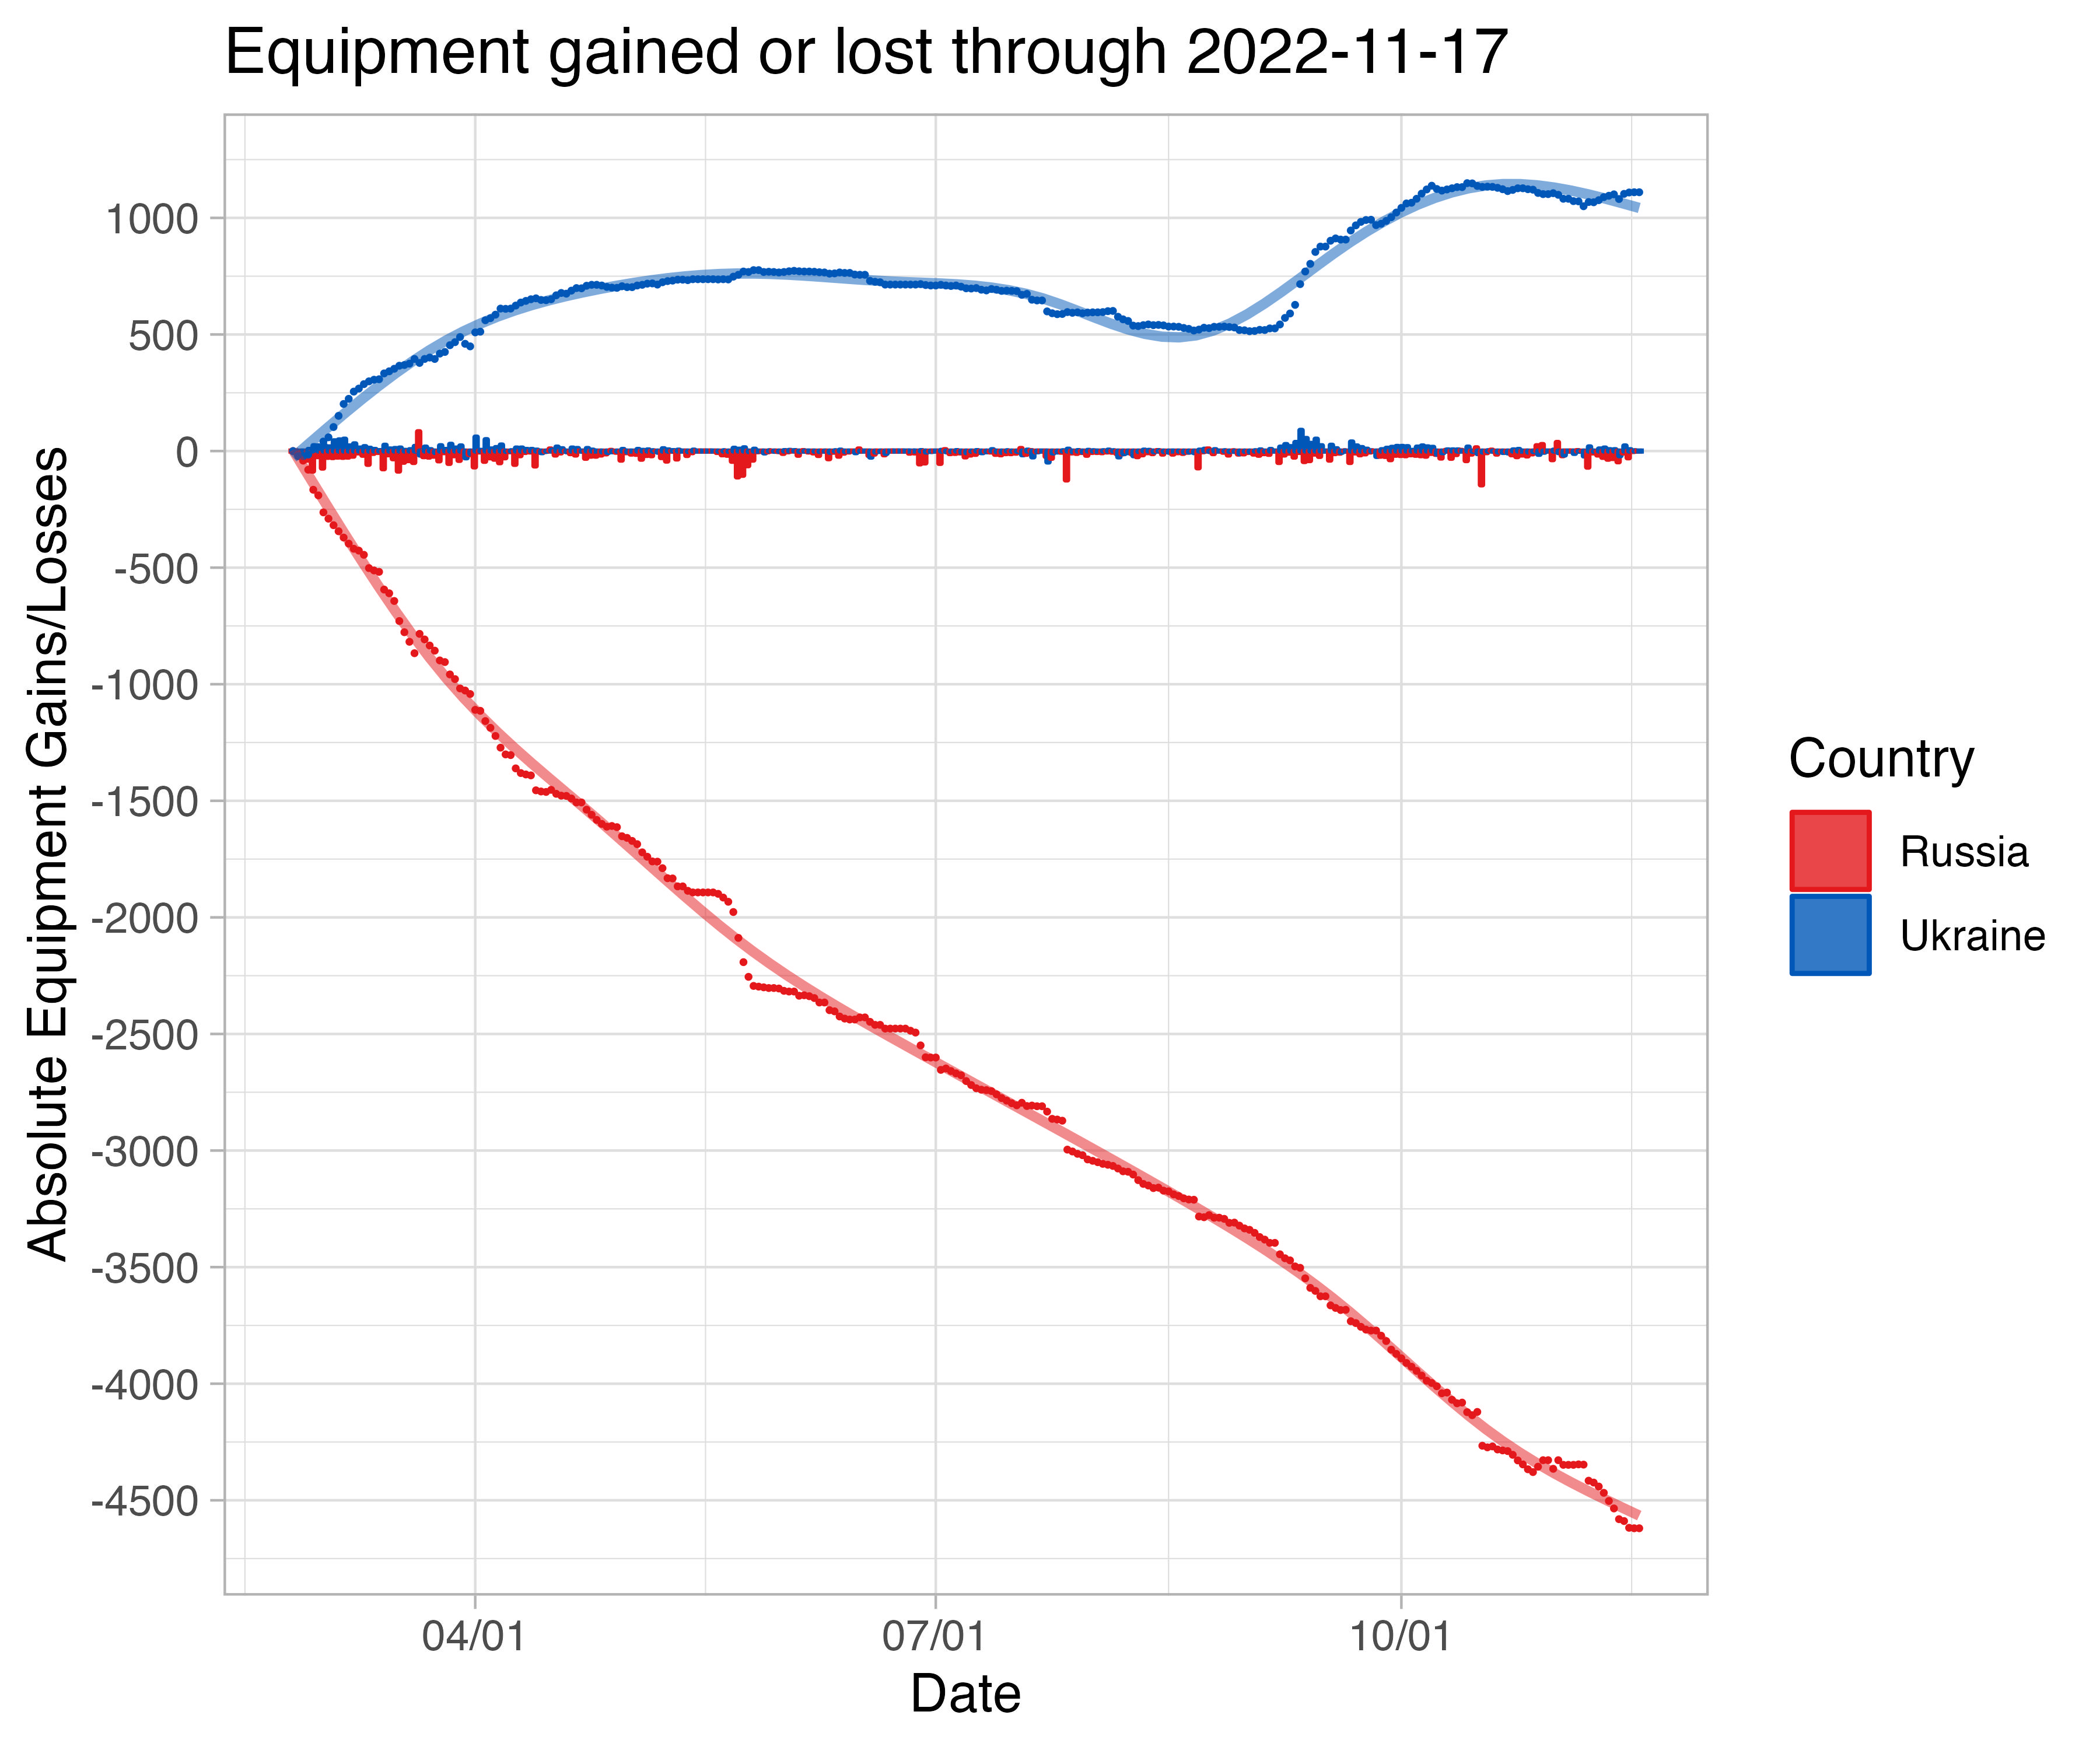 Equipment gained or lost through 2022-11-17
Absolute Equipment Gains/Losses
1000
500
0
-500
-1000
-1500
-2000
-2500
-3000
-3500
-4000
-4500
04/01
07/01
10/01
Date
Country
Russia
Ukraine